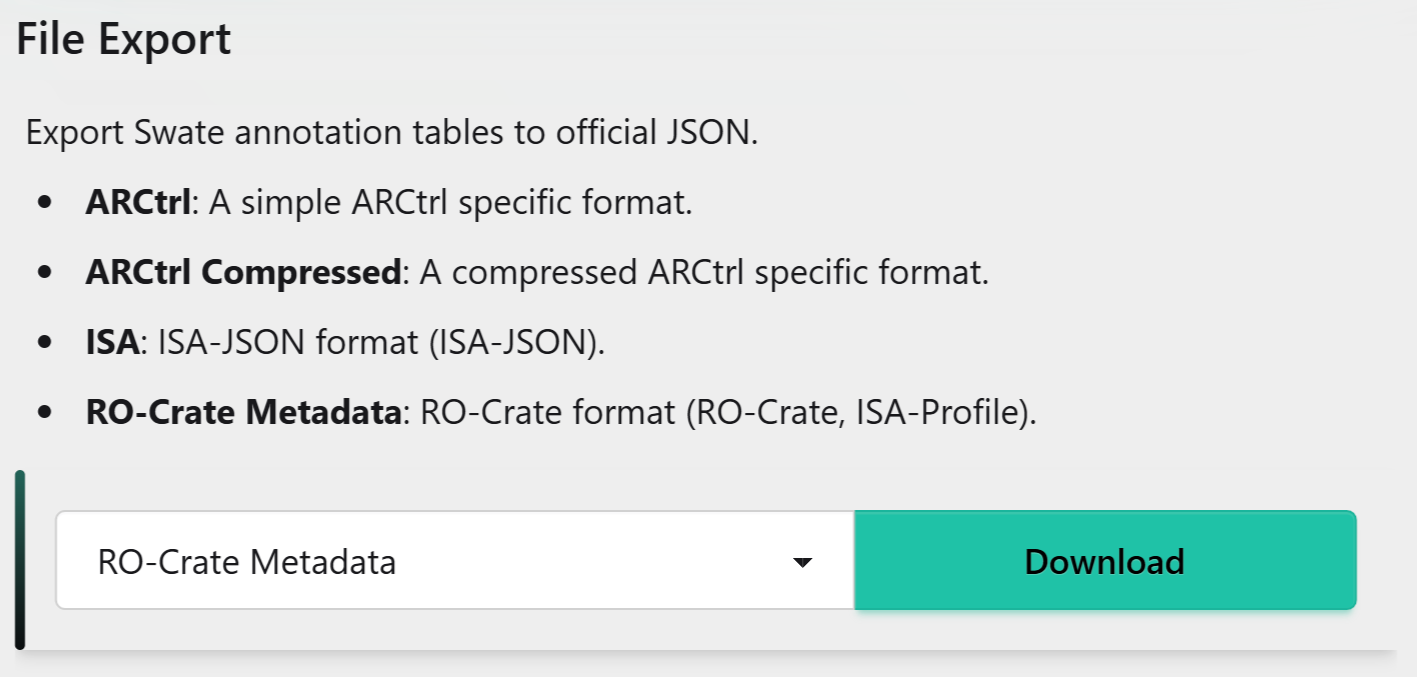 File Export
Export Swate annotation tables to official JSON.
• ARCtrl: A simple ARCtrl specific format.
• ARCtrl Compressed: A compressed ARCtrl specific format.
• ISA: ISA-JSON format (ISA-JSON).
• RO-Crate Metadata: RO-Crate format (RO-Crate, ISA-Profile).
RO-Crate Metadata
Download